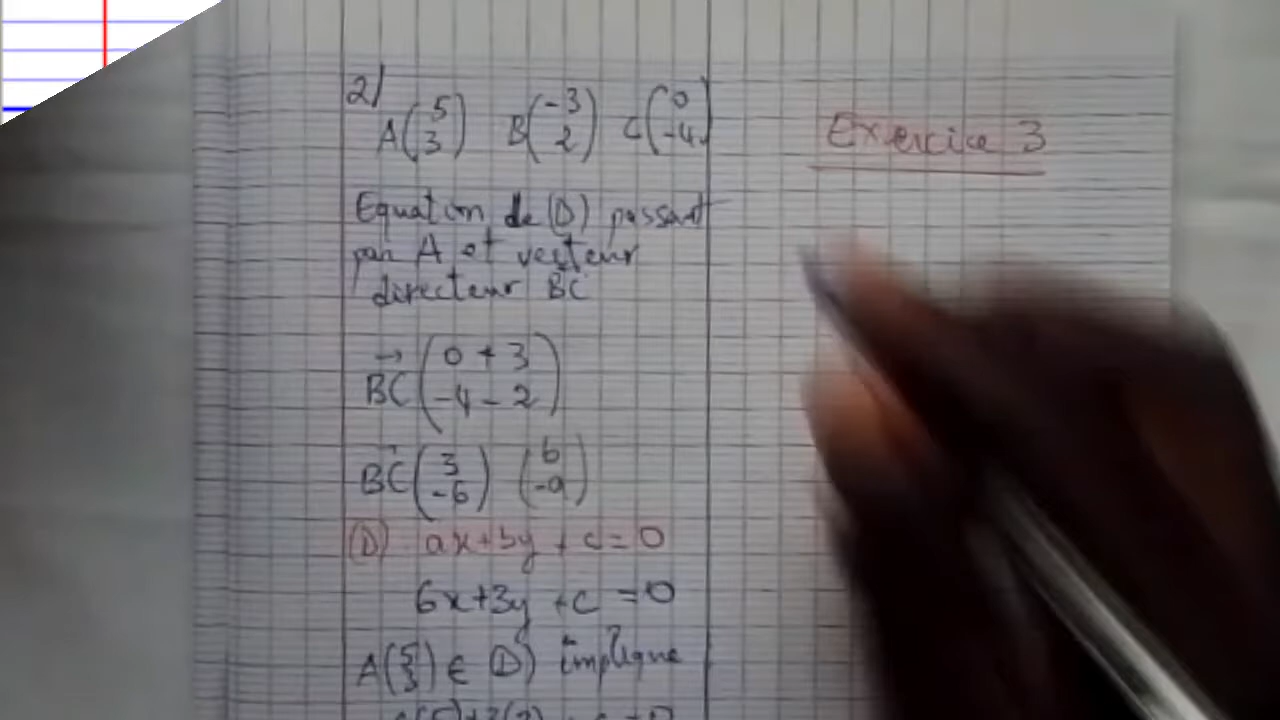 2/
A(5 3) B(-3 2) C(0 -4)
Equation de (D) passant
par A et vecteur
directeur BC
BC(0 + 3 -4 - 2)
BC(3 -6) (b -a)
(D) ax+by + c = 0
6x+3y + c = 0
A(5 3) ∈ (D) implique
Exercice 3